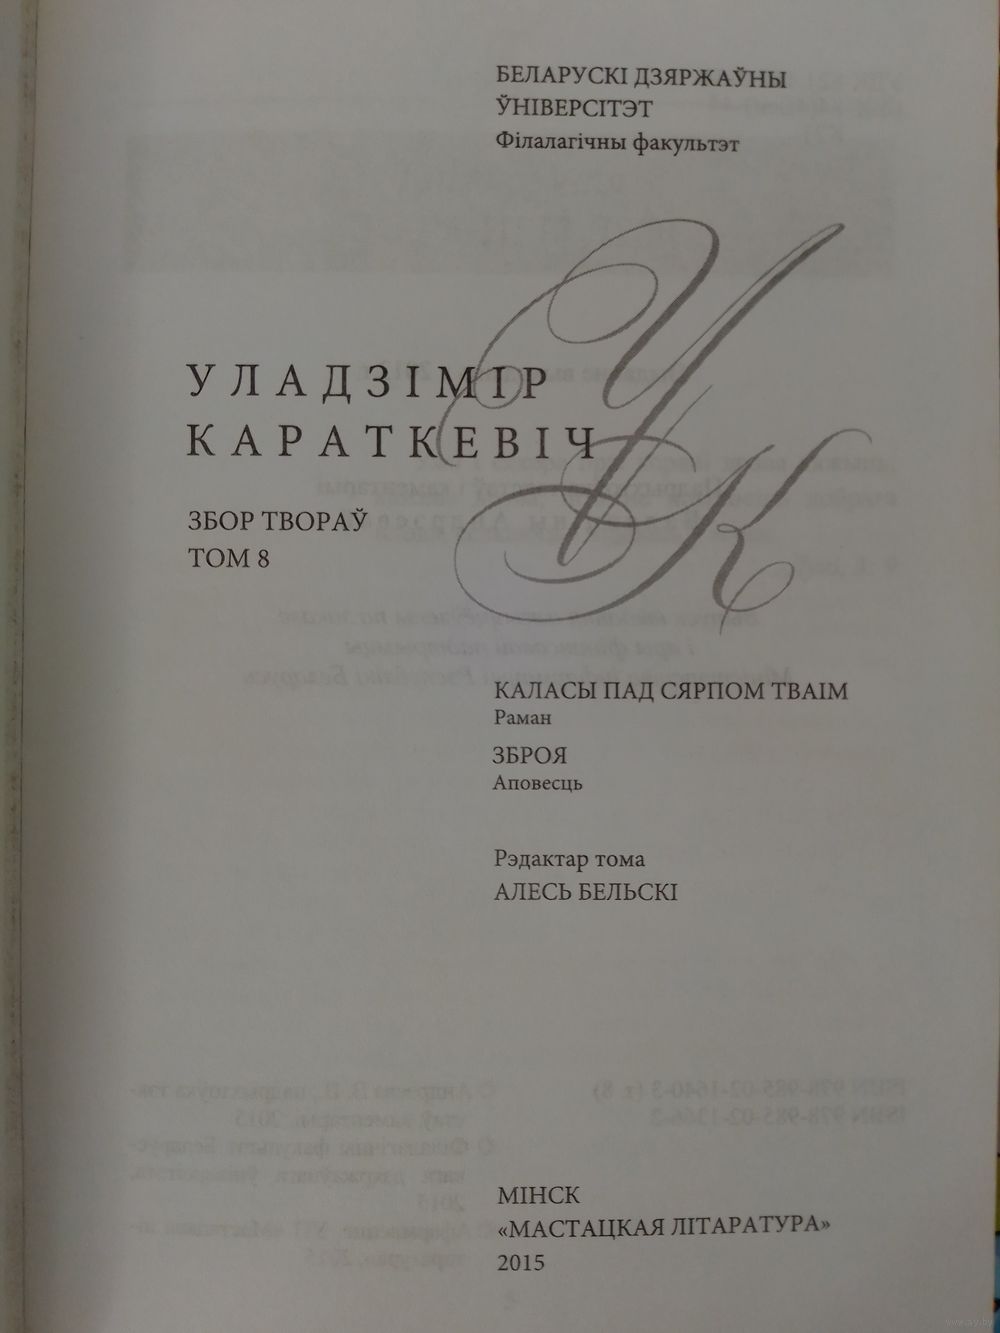 БЕЛАРУСКІ ДЗЯРЖАЎНЫ
ЎНІВЕРСІТЭТ
Філалагічны факультэт
УЛАДЗІМІР
КАРАТКЕВІЧ
ЗБОР ТВОРАЎ
ТОМ 8
УК
КАЛАСЫ ПАД СЯРПОМ ТВАІМ
Раман
ЗБРОЯ
Аповесць
Рэдактар тома
АЛЕСЬ БЕЛЬСКІ
МІНСК
«МАСТАЦКАЯ ЛІТАРАТУРА»
2015